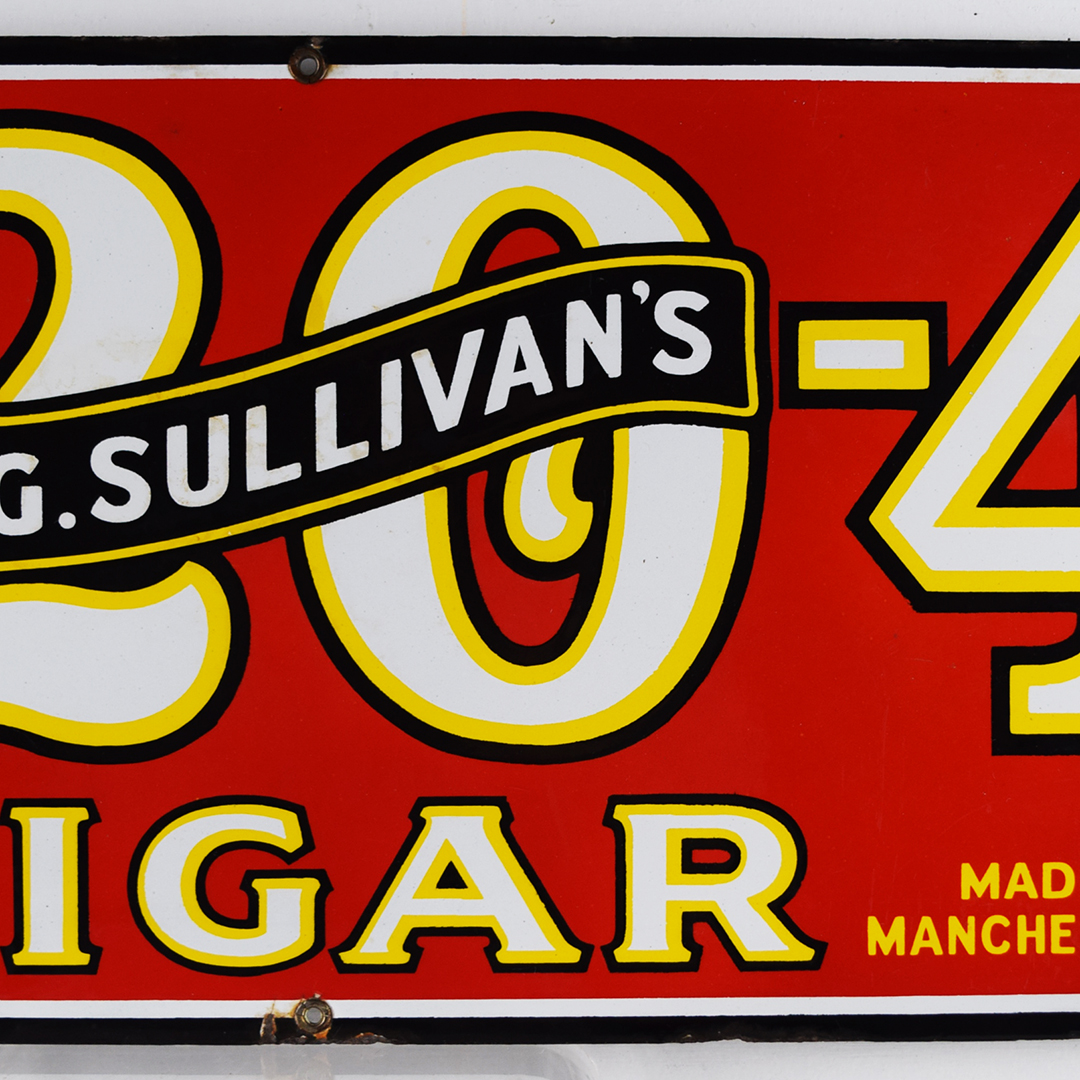 G. SULLIVAN'S
20-4
IGAR
MAD
MANCHE